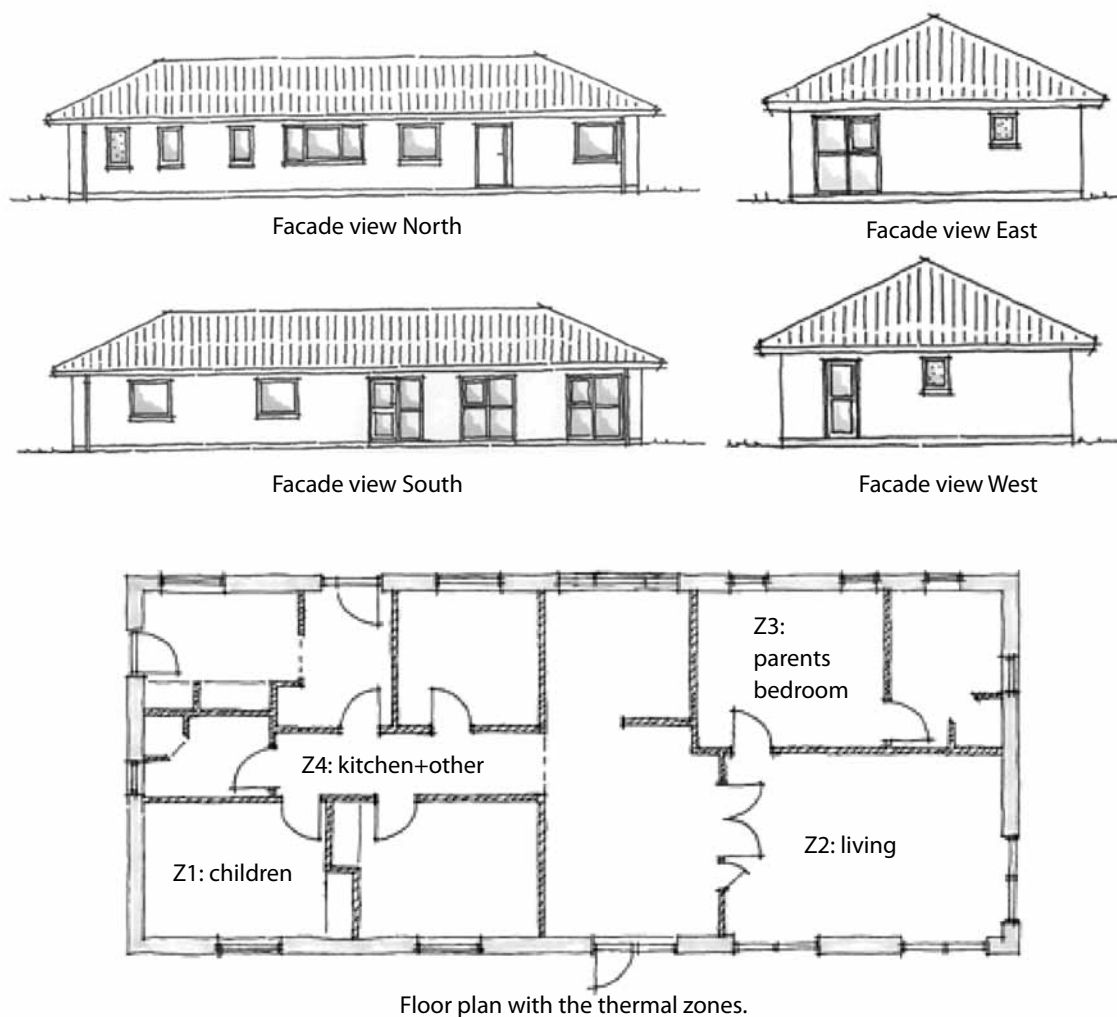 Facade view North
Facade view East
Facade view South
Facade view West
Z3:
parents
bedroom
Z4: kitchen+other
Z1: children
Z2: living
Floor plan with the thermal zones.